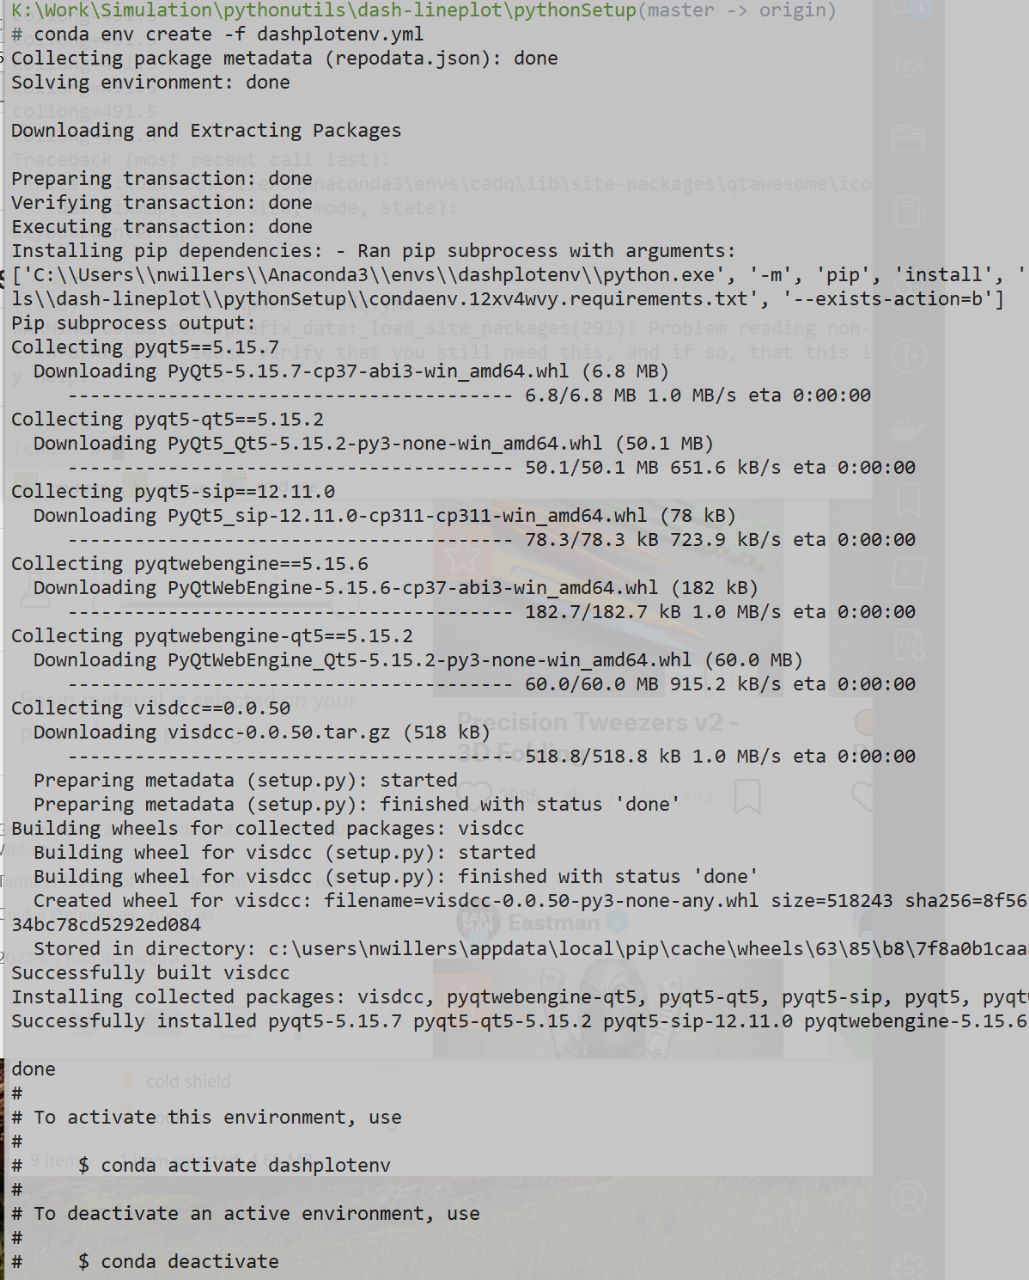 K:\Work\Simulation\pythonutils\dash-lineplot\pythonSetup(master -> origin)
# conda env create -f dashplotenv.yml
Collecting package metadata (repodata.json): done
Solving environment: done
Downloading and Extracting Packages
Preparing transaction: done
Verifying transaction: done
Executing transaction: done
Installing pip dependencies: - Ran pip subprocess with arguments:
['C:\\Users\\nwillers\\Anaconda3\\envs\\dashplotenv\\python.exe', '-m', 'pip', 'install', '
ls\\dash-lineplot\\pythonSetup\\condaenv.12xv4wvy.requirements.txt', '--exists-action=b']
Pip subprocess output:
Collecting pyqt5==5.15.7
Downloading PyQt5-5.15.7-cp37-abi3-win_amd64.whl (6.8 MB)
---------------------------------------- 6.8/6.8 MB 1.0 MB/s eta 0:00:00
Collecting pyqt5-qt5==5.15.2
Downloading PyQt5_Qt5-5.15.2-py3-none-win_amd64.whl (50.1 MB)
---------------------------------------- 50.1/50.1 MB 651.6 kB/s eta 0:00:00
Collecting pyqt5-sip==12.11.0
Downloading PyQt5_sip-12.11.0-cp311-cp311-win_amd64.whl (78 kB)
---------------------------------------- 78.3/78.3 kB 723.9 kB/s eta 0:00:00
Collecting pyqtwebengine==5.15.6
Downloading PyQtWebEngine-5.15.6-cp37-abi3-win_amd64.whl (182 kB)
---------------------------------------- 182.7/182.7 kB 1.0 MB/s eta 0:00:00
Collecting pyqtwebengine-qt5==5.15.2
Downloading PyQtWebEngine_Qt5-5.15.2-py3-none-win_amd64.whl (60.0 MB)
---------------------------------------- 60.0/60.0 MB 915.2 kB/s eta 0:00:00
Collecting visdcc==0.0.50
Downloading visdcc-0.0.50.tar.gz (518 kB)
---------------------------------------- 518.8/518.8 kB 1.0 MB/s eta 0:00:00
Preparing metadata (setup.py): started
Preparing metadata (setup.py): finished with status 'done'
Building wheels for collected packages: visdcc
Building wheel for visdcc (setup.py): started
Building wheel for visdcc (setup.py): finished with status 'done'
Created wheel for visdcc: filename=visdcc-0.0.50-py3-none-any.whl size=518243 sha256=8f56
34bc78cd5292ed084
Stored in directory: c:\users\nwillers\appdata\local\pip\cache\wheels\63\85\b8\7f8a0b1caa
Successfully built visdcc
Installing collected packages: visdcc, pyqtwebengine-qt5, pyqt5-qt5, pyqt5-sip, pyqt5, pyqt
Successfully installed pyqt5-5.15.7 pyqt5-qt5-5.15.2 pyqt5-sip-12.11.0 pyqtwebengine-5.15.6
done
#
# To activate this environment, use
#
# $ conda activate dashplotenv
#
# To deactivate an active environment, use
#
# $ conda deactivate
Precision Tweezers v2 -
3D Folding
Eastman
cold shield